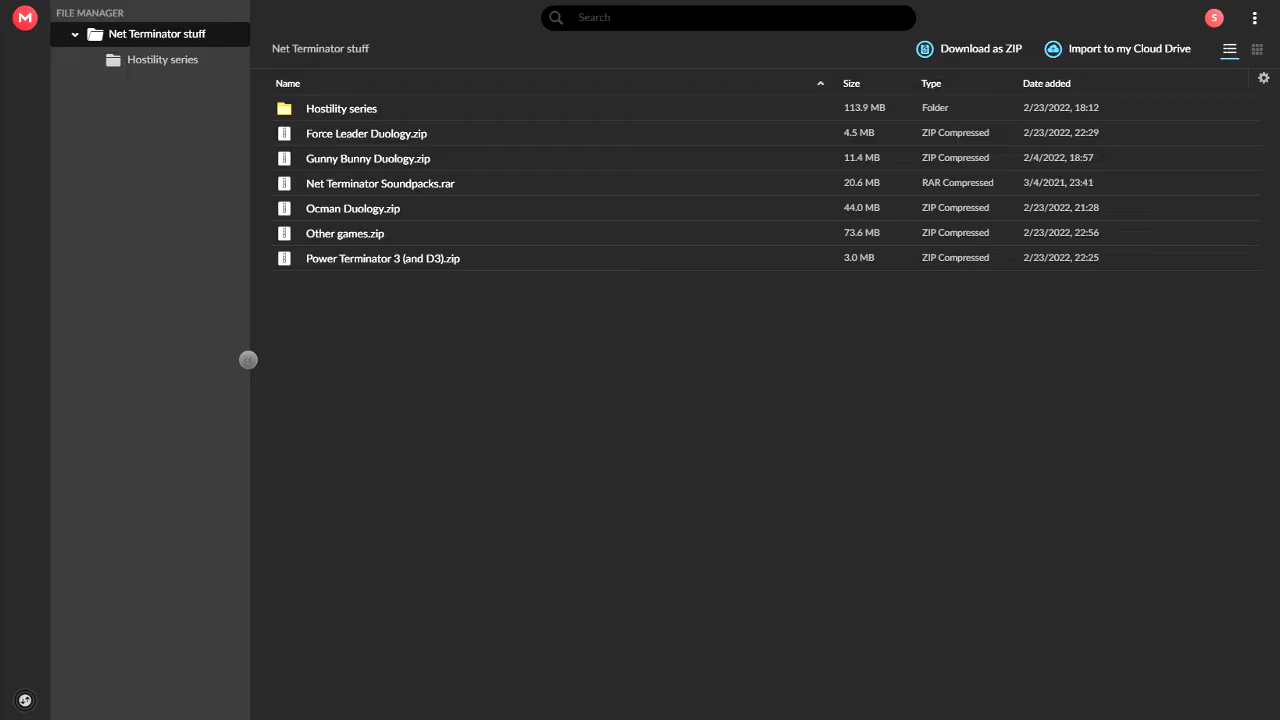 M
FILE MANAGER
Search
S
Net Terminator stuff
Hostility series
Net Terminator stuff
Download as ZIP
Import to my Cloud Drive
Name Size Type Date added
Hostility series 113.9 MB Folder 2/23/2022, 18:12
Force Leader Duology.zip 4.5 MB ZIP Compressed 2/23/2022, 22:29
Gunny Bunny Duology.zip 11.4 MB ZIP Compressed 2/4/2022, 18:57
Net Terminator Soundpacks.rar 20.6 MB RAR Compressed 3/4/2021, 23:41
Ocman Duology.zip 44.0 MB ZIP Compressed 2/23/2022, 21:28
Other games.zip 73.6 MB ZIP Compressed 2/23/2022, 22:56
Power Terminator 3 (and D3).zip 3.0 MB ZIP Compressed 2/23/2022, 22:25